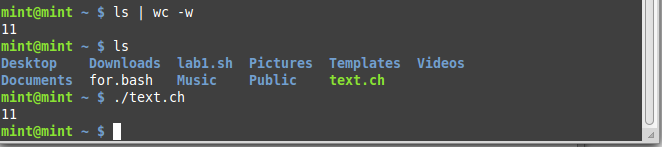 mint@mint ~ $ ls | wc -w
11
mint@mint ~ $ ls
Desktop    Downloads  lab1.sh  Pictures  Templates  Videos
Documents  for.bash   Music    Public    text.ch
mint@mint ~ $ ./text.ch
11
mint@mint ~ $